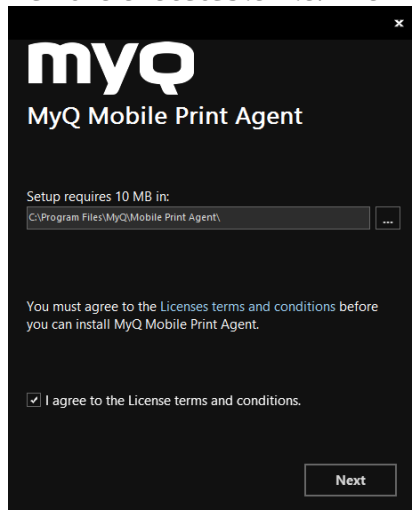 x
myQ
MyQ Mobile Print Agent
Setup requires 10 MB in:
C:\Program Files\MyQ\Mobile Print Agent\
...
You must agree to the Licenses terms and conditions before
you can install MyQ Mobile Print Agent.
I agree to the License terms and conditions.
Next